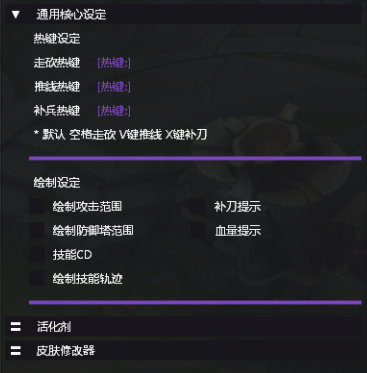 通用核心设定
热键设定
走砍热键 [热键:]
推线热键 [热键:]
补兵热键 [热键:]
* 默认 空格走砍 V键推线 X键补刀
绘制设定
绘制攻击范围 补刀提示
绘制防御塔范围 血量提示
技能CD
绘制技能轨迹
活化剂
皮肤修改器